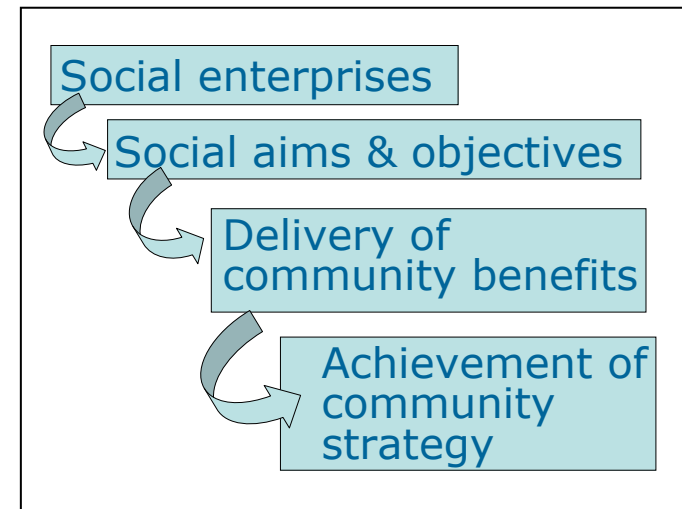 Social enterprises
Social aims & objectives
Delivery of
community benefits
Achievement of
community
strategy